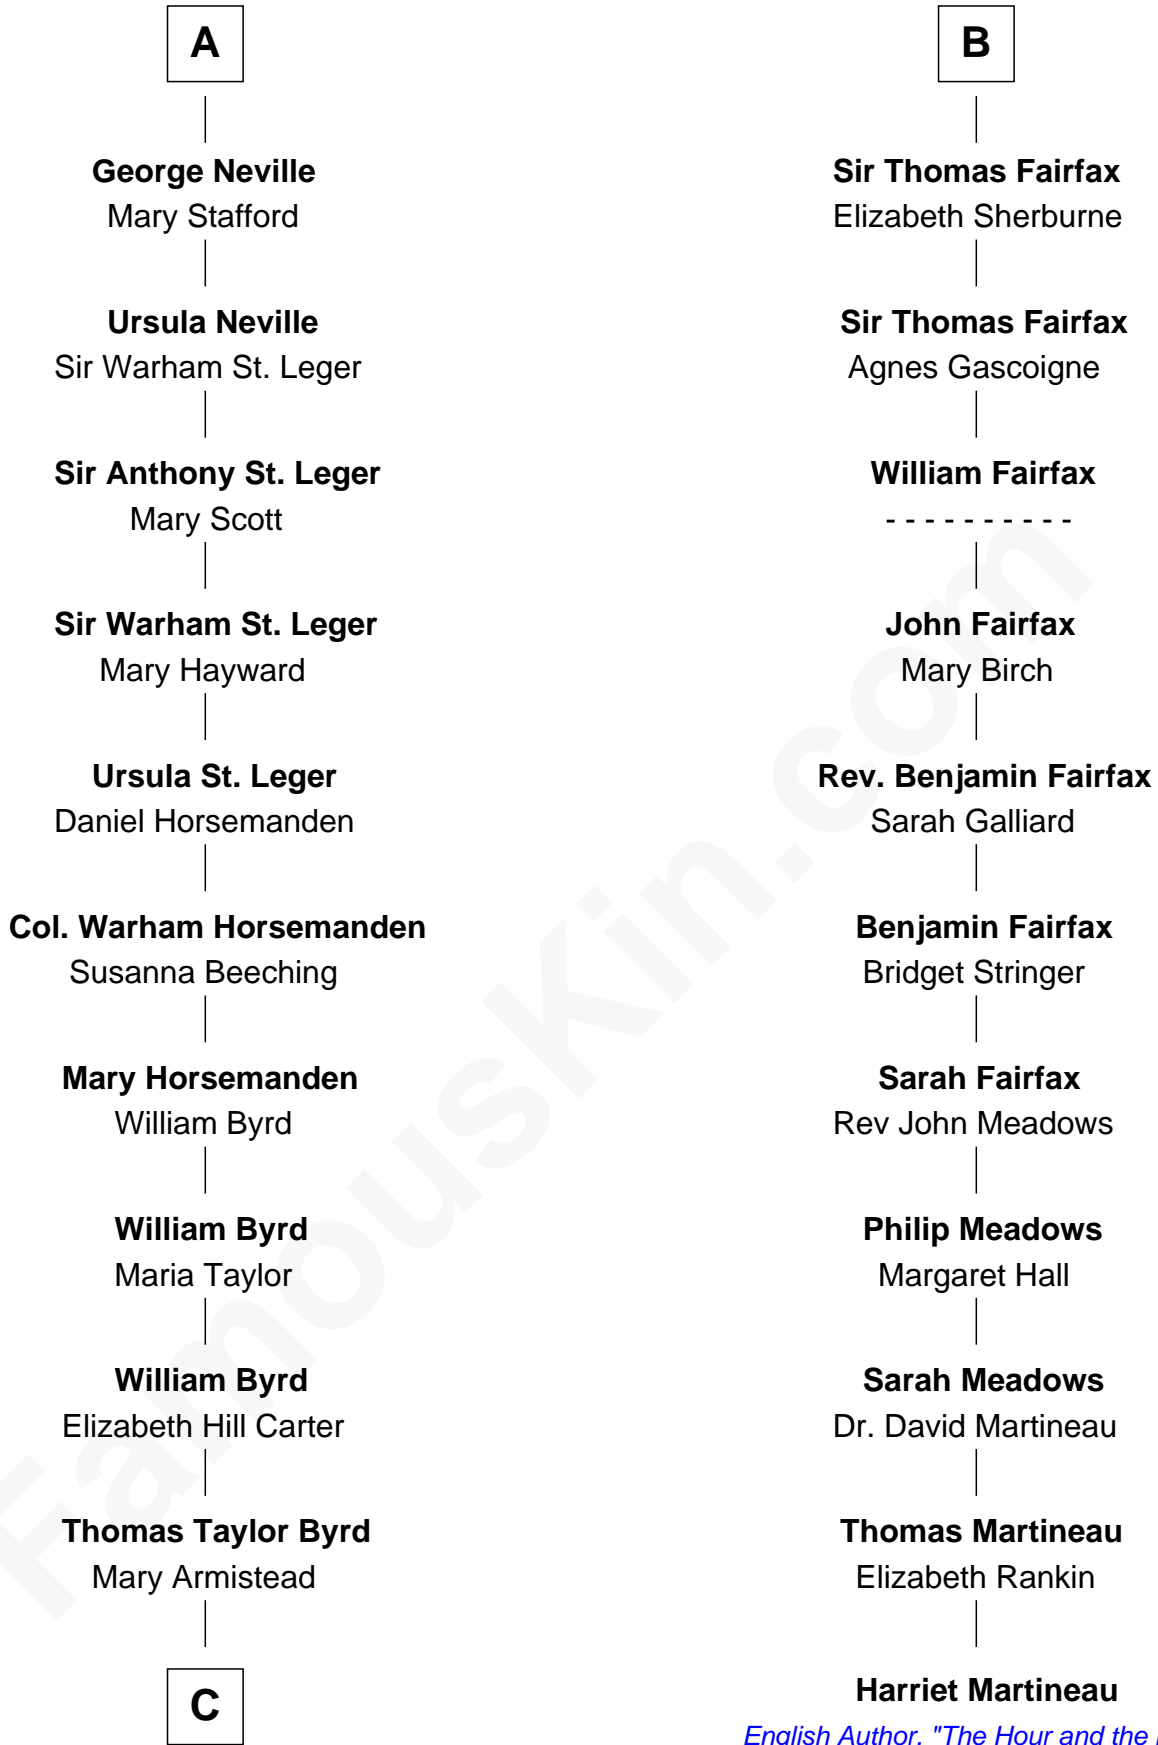 A
George Neville
Mary Stafford
Ursula Neville
Sir Warham St. Leger
Sir Anthony St. Leger
Mary Scott
Sir Warham St. Leger
Mary Hayward
Ursula St. Leger
Daniel Horsemanden
Col. Warham Horsemanden
Susanna Beeching
Mary Horsemanden
William Byrd
William Byrd
Maria Taylor
William Byrd
Elizabeth Hill Carter
Thomas Taylor Byrd
Mary Armistead
C
B
Sir Thomas Fairfax
Elizabeth Sherburne
Sir Thomas Fairfax
Agnes Gascoigne
William Fairfax
- - - - - - - - - -
John Fairfax
Mary Birch
Rev. Benjamin Fairfax
Sarah Galliard
Benjamin Fairfax
Bridget Stringer
Sarah Fairfax
Rev John Meadows
Philip Meadows
Margaret Hall
Sarah Meadows
Dr. David Martineau
Thomas Martineau
Elizabeth Rankin
Harriet Martineau
English Author, "The Hour and the
FamousKin.com